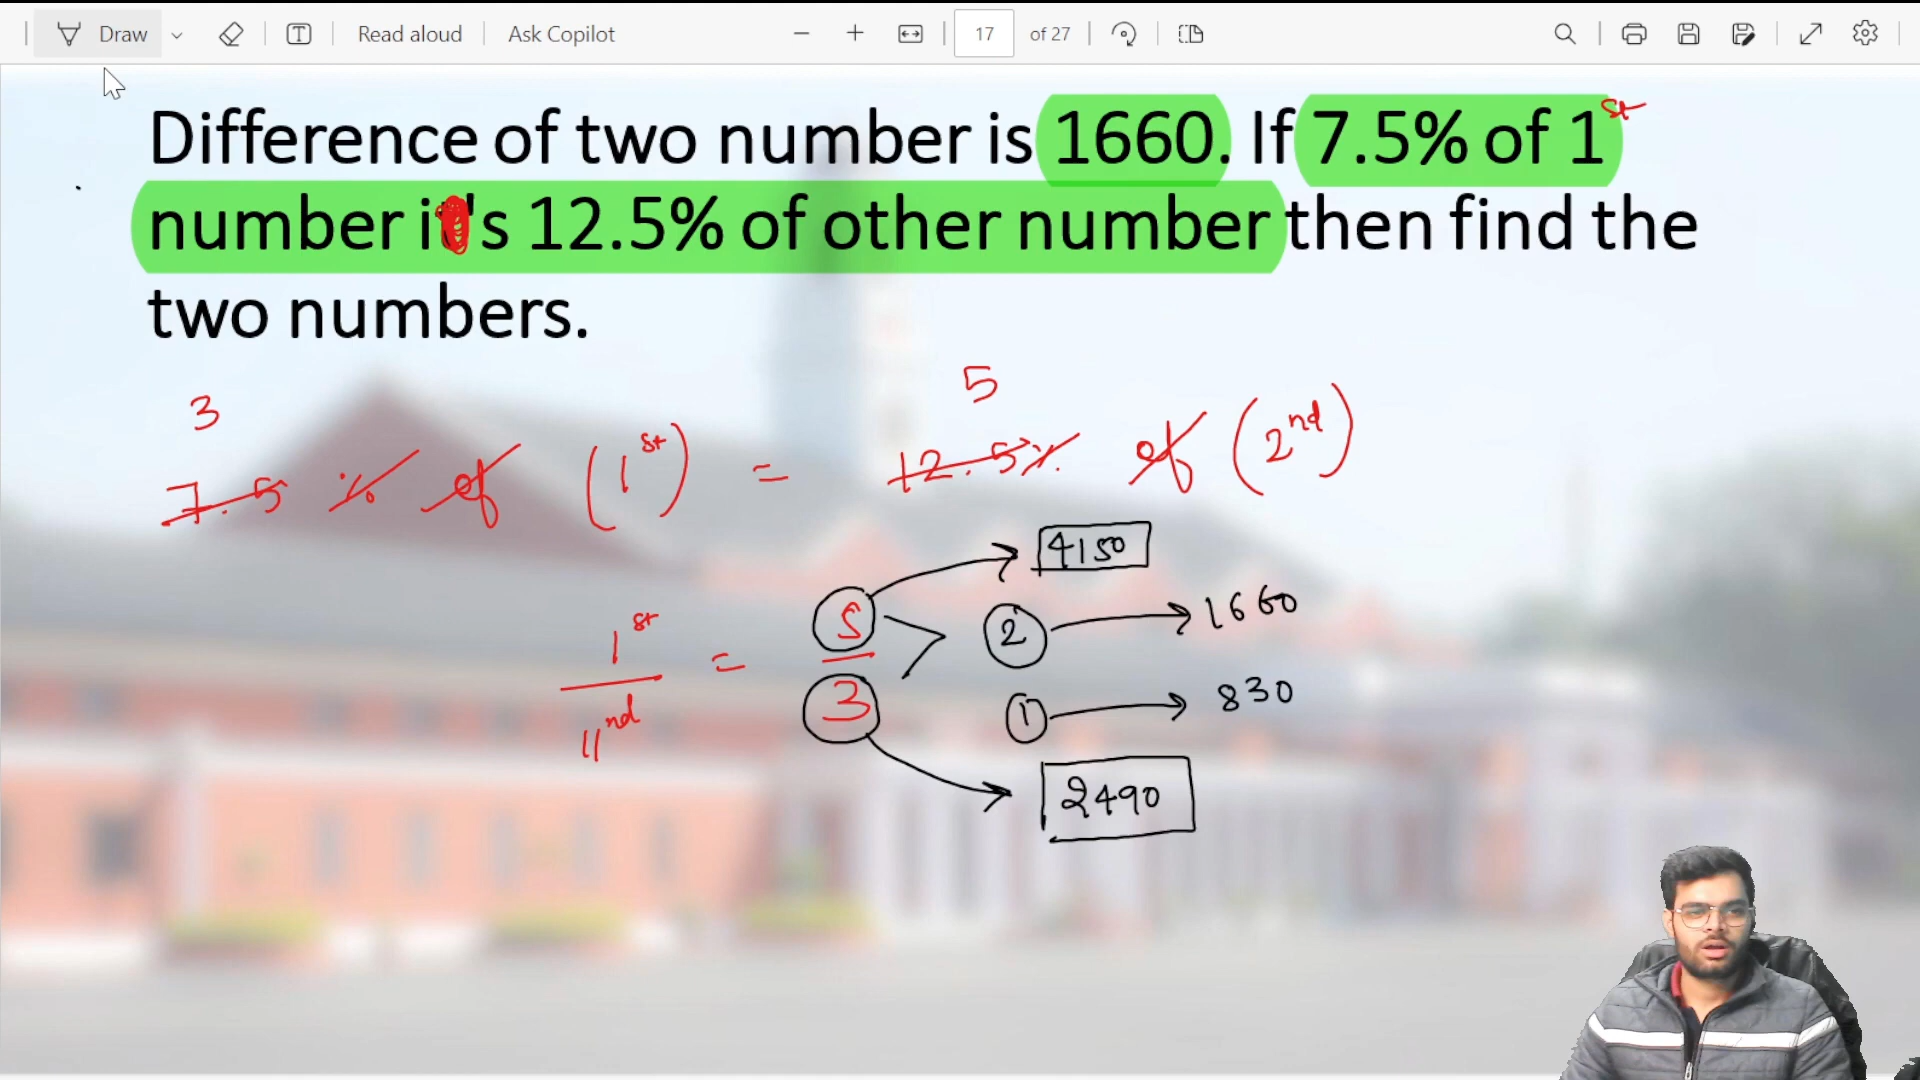 Draw Read aloud Ask Copilot 17 of 27
Difference of two number is 1660. If 7.5% of 1st
number i's 12.5% of other number then find the
two numbers.
3 5
7.5 % of (1st) = 12.5% of (2nd)
4150
1st 5 2 1660
= 
IInd 3 1 830
2490